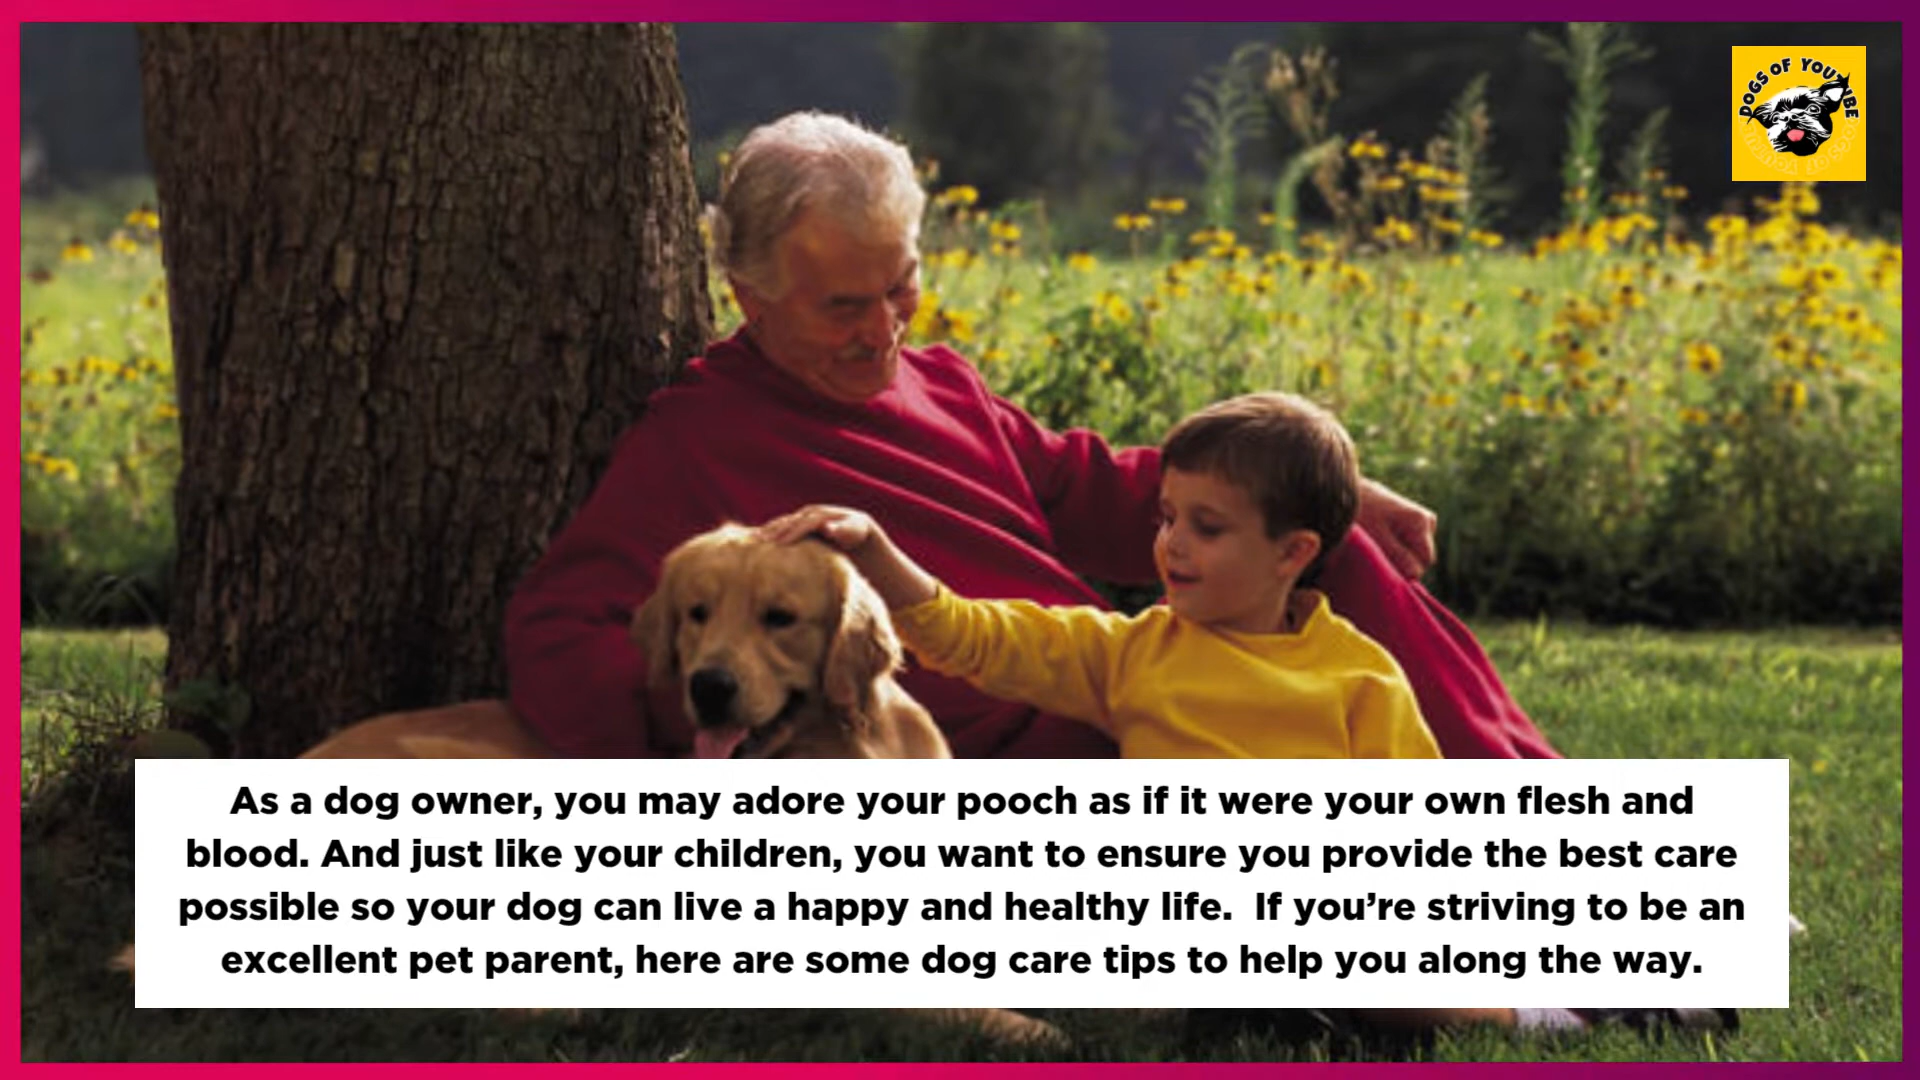 DOGS OF YOUTUBE
As a dog owner, you may adore your pooch as if it were your own flesh and
blood. And just like your children, you want to ensure you provide the best care
possible so your dog can live a happy and healthy life.  If you’re striving to be an
excellent pet parent, here are some dog care tips to help you along the way.